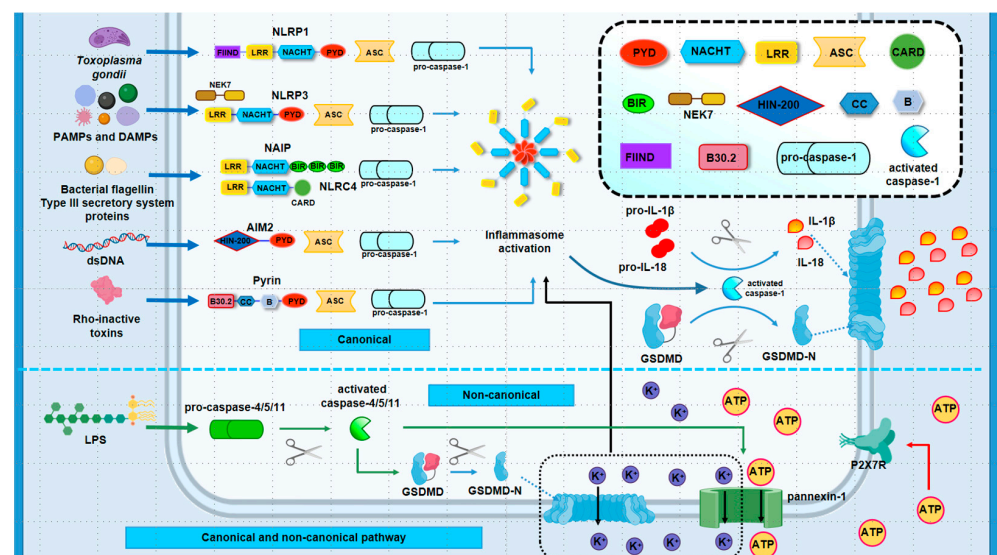 NLRP1
FIIND LRR NACHT PYD ASC
pro-caspase-1
Toxoplasma
gondii
NEK7
NLRP3
LRR NACHT PYD ASC
pro-caspase-1
PAMPs and DAMPs
NAIP
LRR NACHT BIR BIR BIR
pro-caspase-1
LRR NACHT NLRC4
CARD
Bacterial flagellin
Type III secretory system
proteins
AIM2
HIN-200 PYD ASC
pro-caspase-1
dsDNA
Pyrin
B30.2 CC B PYD ASC
pro-caspase-1
Rho-inactive
toxins
Canonical
Inflammasome
activation
PYD NACHT LRR ASC CARD
BIR NEK7 HIN-200 CC B
FIIND B30.2 pro-caspase-1 activated
caspase-1
pro-IL-1β
pro-IL-18
IL-1β
IL-18
activated
caspase-1
GSDMD
GSDMD-N
Non-canonical
LPS
pro-caspase-4/5/11
activated
caspase-4/5/11
GSDMD
GSDMD-N
K+
K+
K+
ATP
ATP
ATP
K+ K+ K+ K+ ATP
pannexin-1
K+ K+ K+ K+ ATP
P2X7R
ATP
ATP
ATP
Canonical and non-canonical pathway